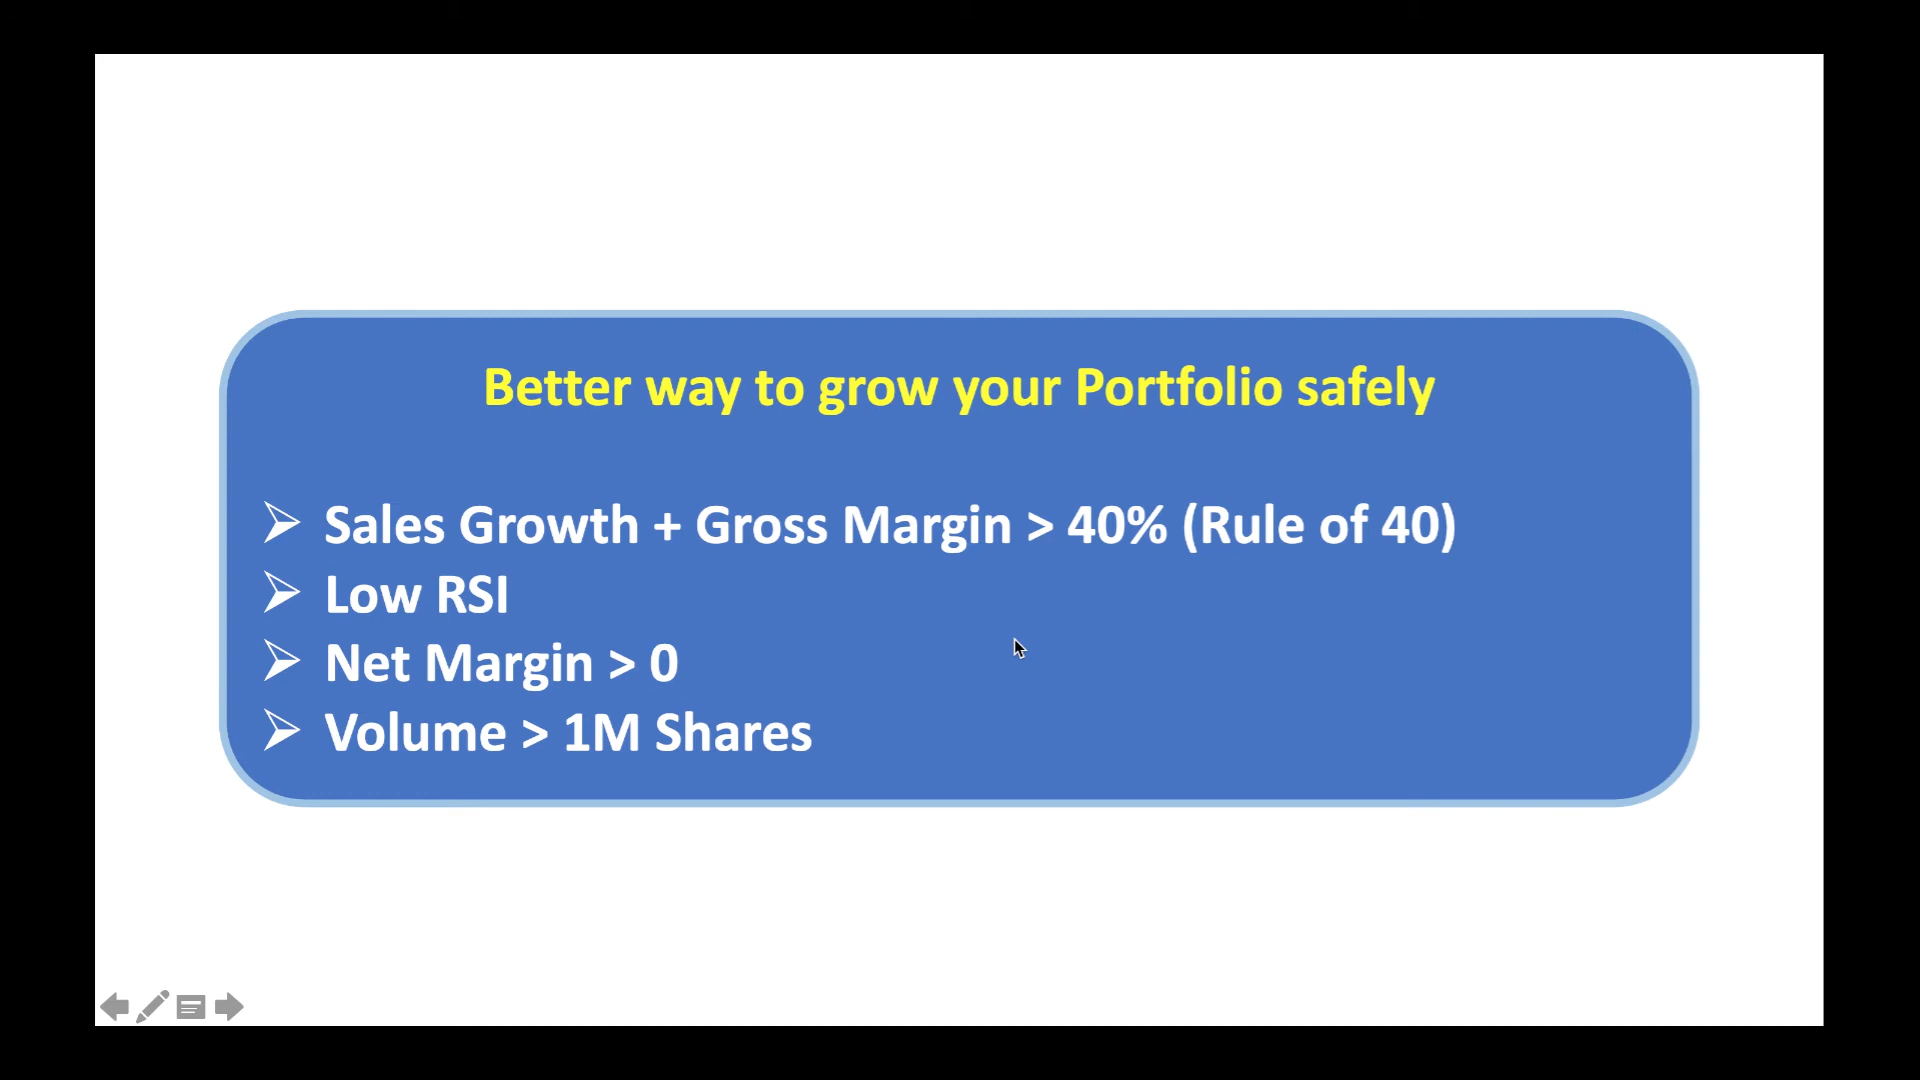 Better way to grow your Portfolio safely
Sales Growth + Gross Margin > 40% (Rule of 40)
Low RSI
Net Margin > 0
Volume > 1M Shares